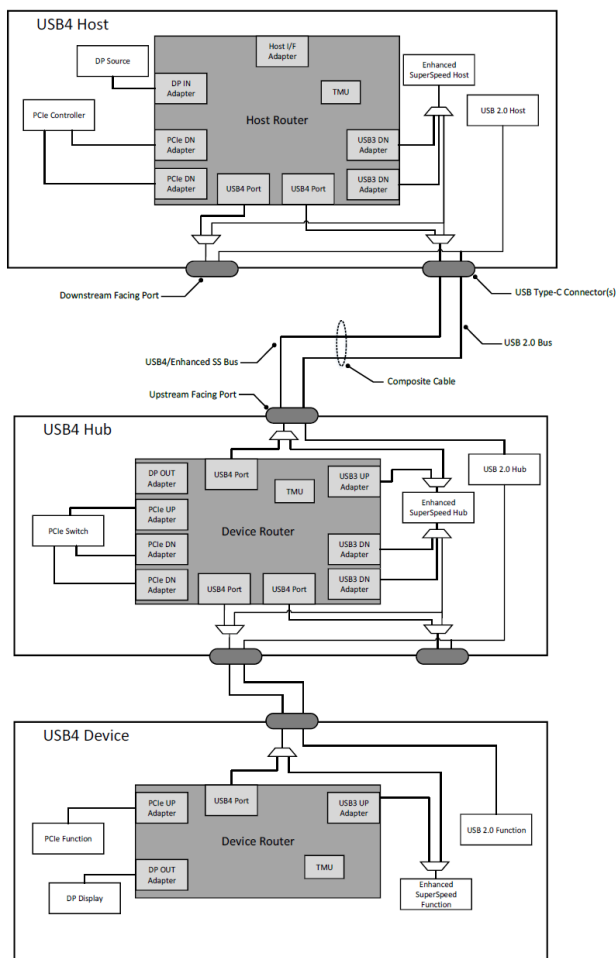 USB4 Host
DP Source
Host I/F
Adapter
Enhanced
SuperSpeed Host
DP IN
Adapter
TMU
USB 2.0 Host
PCIe Controller
Host Router
PCIe DN
Adapter
USB3 DN
Adapter
PCIe DN
Adapter
USB3 DN
Adapter
USB4 Port
USB4 Port
Downstream Facing Port
USB Type-C Connector(s)
USB 2.0 Bus
USB4/Enhanced SS Bus
Composite Cable
Upstream Facing Port
USB4 Hub
DP OUT
Adapter
USB4 Port
USB3 UP
Adapter
USB 2.0 Hub
TMU
PCIe UP
Adapter
Enhanced
SuperSpeed Hub
PCIe Switch
Device Router
PCIe DN
Adapter
USB3 DN
Adapter
PCIe DN
Adapter
USB3 DN
Adapter
USB4 Port
USB4 Port
USB4 Device
USB4 Port
PCIe UP
Adapter
USB3 UP
Adapter
PCIe Function
USB 2.0 Function
Device Router
DP OUT
Adapter
TMU
DP Display
Enhanced
SuperSpeed
Function